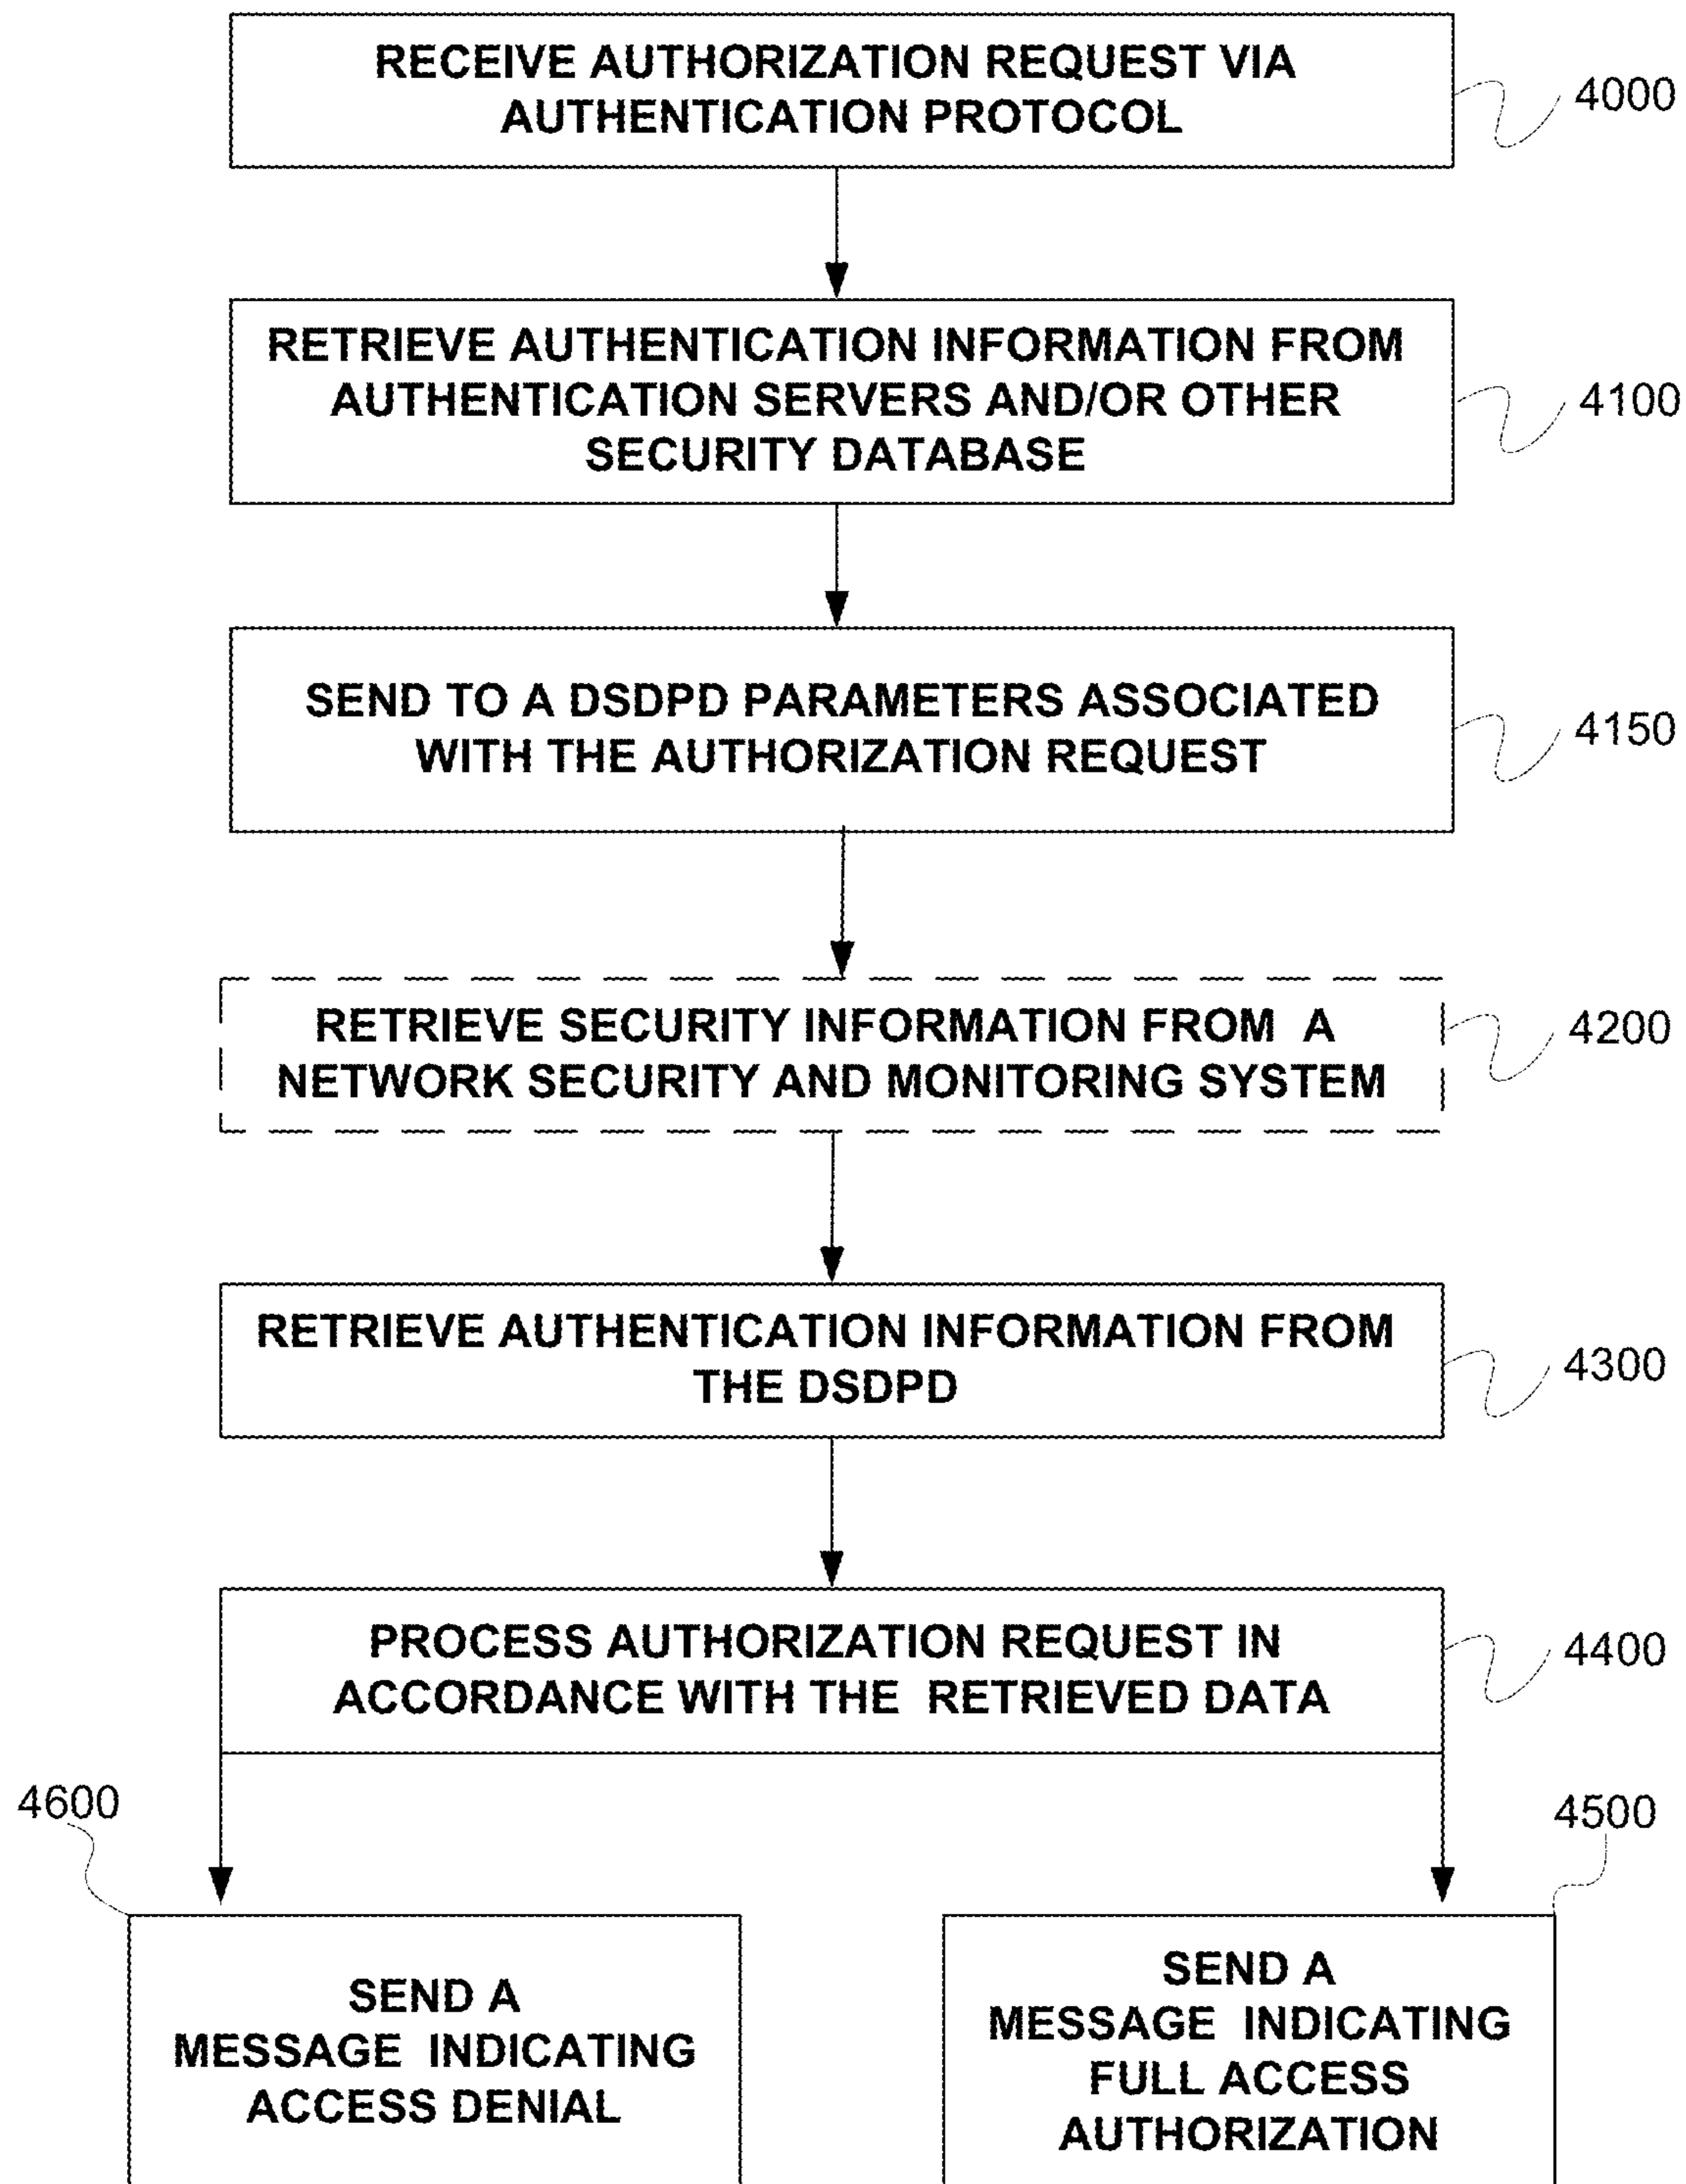 RECEIVE AUTHORIZATION REQUEST VIA
AUTHENTICATION PROTOCOL
4000
RETRIEVE AUTHENTICATION INFORMATION FROM
AUTHENTICATION SERVERS AND/OR OTHER
SECURITY DATABASE
4100
SEND TO A DSDPD PARAMETERS ASSOCIATED
WITH THE AUTHORIZATION REQUEST
4150
RETRIEVE SECURITY INFORMATION FROM A
NETWORK SECURITY AND MONITORING SYSTEM
4200
RETRIEVE AUTHENTICATION INFORMATION FROM
THE DSDPD
4300
PROCESS AUTHORIZATION REQUEST IN
ACCORDANCE WITH THE RETRIEVED DATA
4400
4600
SEND A
MESSAGE INDICATING
ACCESS DENIAL
4500
SEND A
MESSAGE INDICATING
FULL ACCESS
AUTHORIZATION